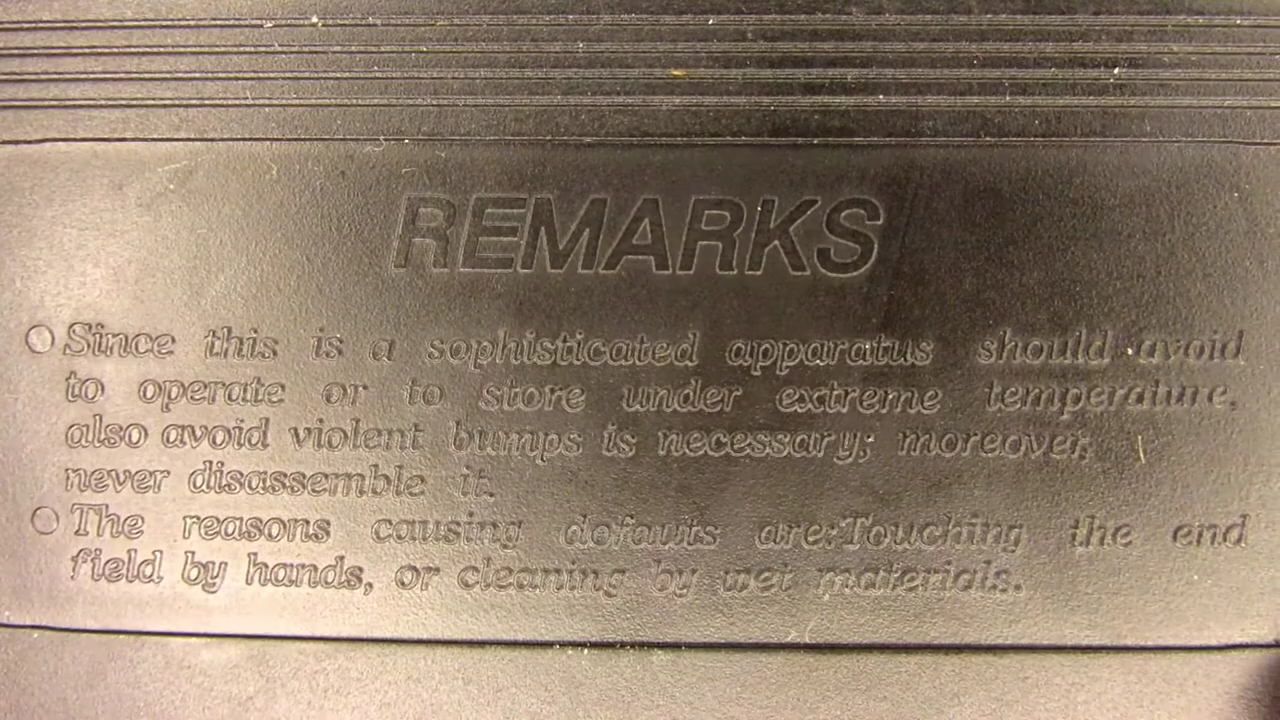 REMARKS
○Since this is a sophisticated apparatus should avoid
to operate or to store under extreme temperature,
also avoid violent bumps is necessary; moreover,
never disassemble it.
○The reasons causing defauts are:Touching the end
field by hands, or cleaning by wet materials.